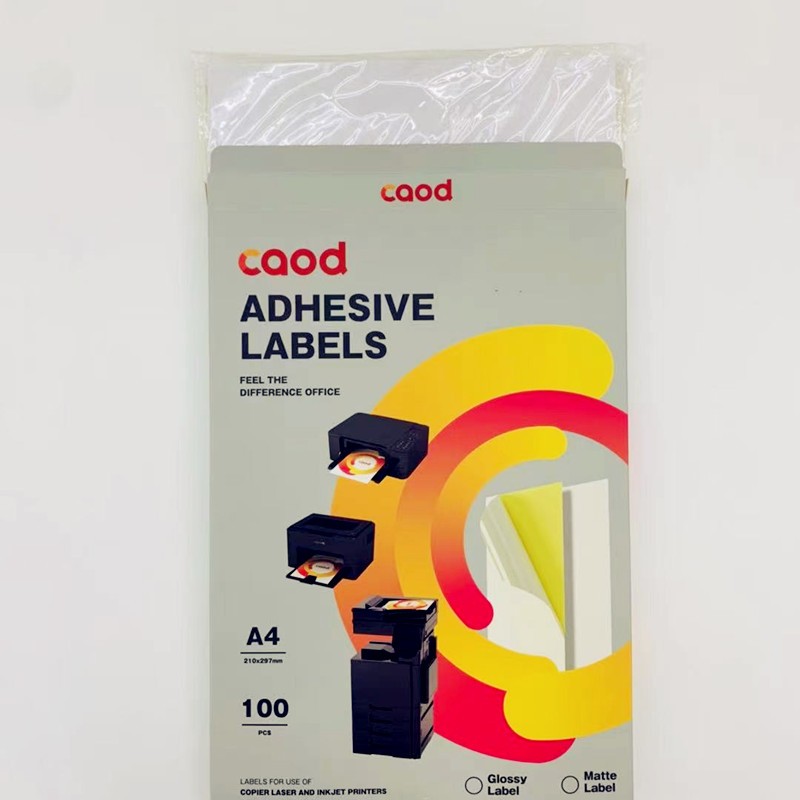 caod
caod
ADHESIVE
LABELS
FEEL THE
DIFFERENCE OFFICE
A4
210x297mm
100
PCS
LABELS FOR USE OF
COPIER LASER AND INKJET PRINTERS
Glossy
Label
Matte
Label